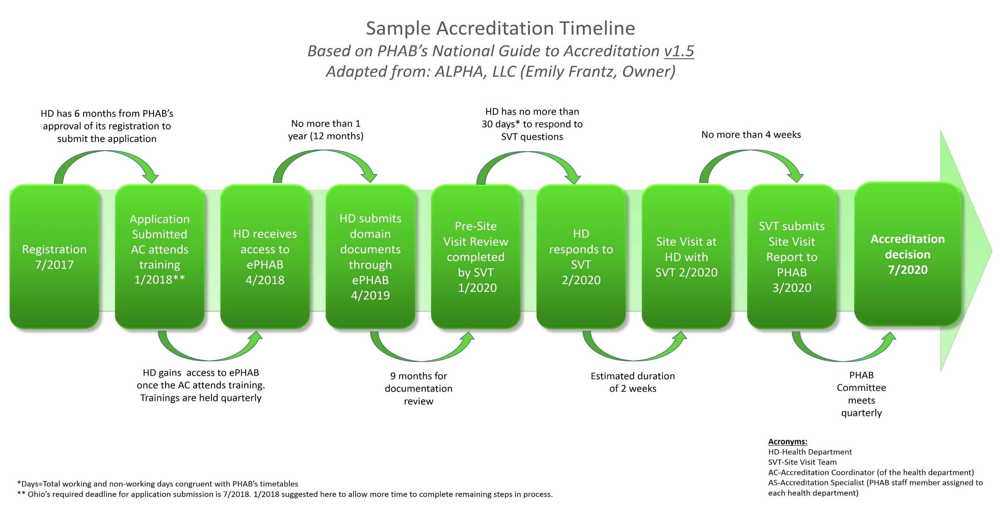 Sample Accreditation Timeline
Based on PHAB’s National Guide to Accreditation v1.5
Adapted from: ALPHA, LLC (Emily Frantz, Owner)
HD has 6 months from PHAB’s
approval of its registration to
submit the application
No more than 1
year (12 months)
HD has no more than
30 days* to respond to
SVT questions
No more than 4 weeks
Registration
7/2017
Application
Submitted
AC attends
training
1/2018**
HD receives
access to
ePHAB
4/2018
HD submits
domain
documents
through
ePHAB
4/2019
Pre-Site
Visit Review
completed
by SVT
1/2020
HD
responds to
SVT
2/2020
Site Visit at
HD with
SVT 2/2020
SVT submits
Site Visit
Report to
PHAB
3/2020
Accreditation
decision
7/2020
HD gains  access to ePHAB
once the AC attends training.
Trainings are held quarterly
9 months for
documentation
review
Estimated duration
of 2 weeks
PHAB
Committee
meets
quarterly
Acronyms:
HD-Health Department
SVT-Site Visit Team
AC-Accreditation Coordinator (of the health department)
AS-Accreditation Specialist (PHAB staff member assigned to
each health department)
*Days=Total working and non-working days congruent with PHAB’s timetables
** Ohio’s required deadline for application submission is 7/2018. 1/2018 suggested here to allow more time to complete remaining steps in process.